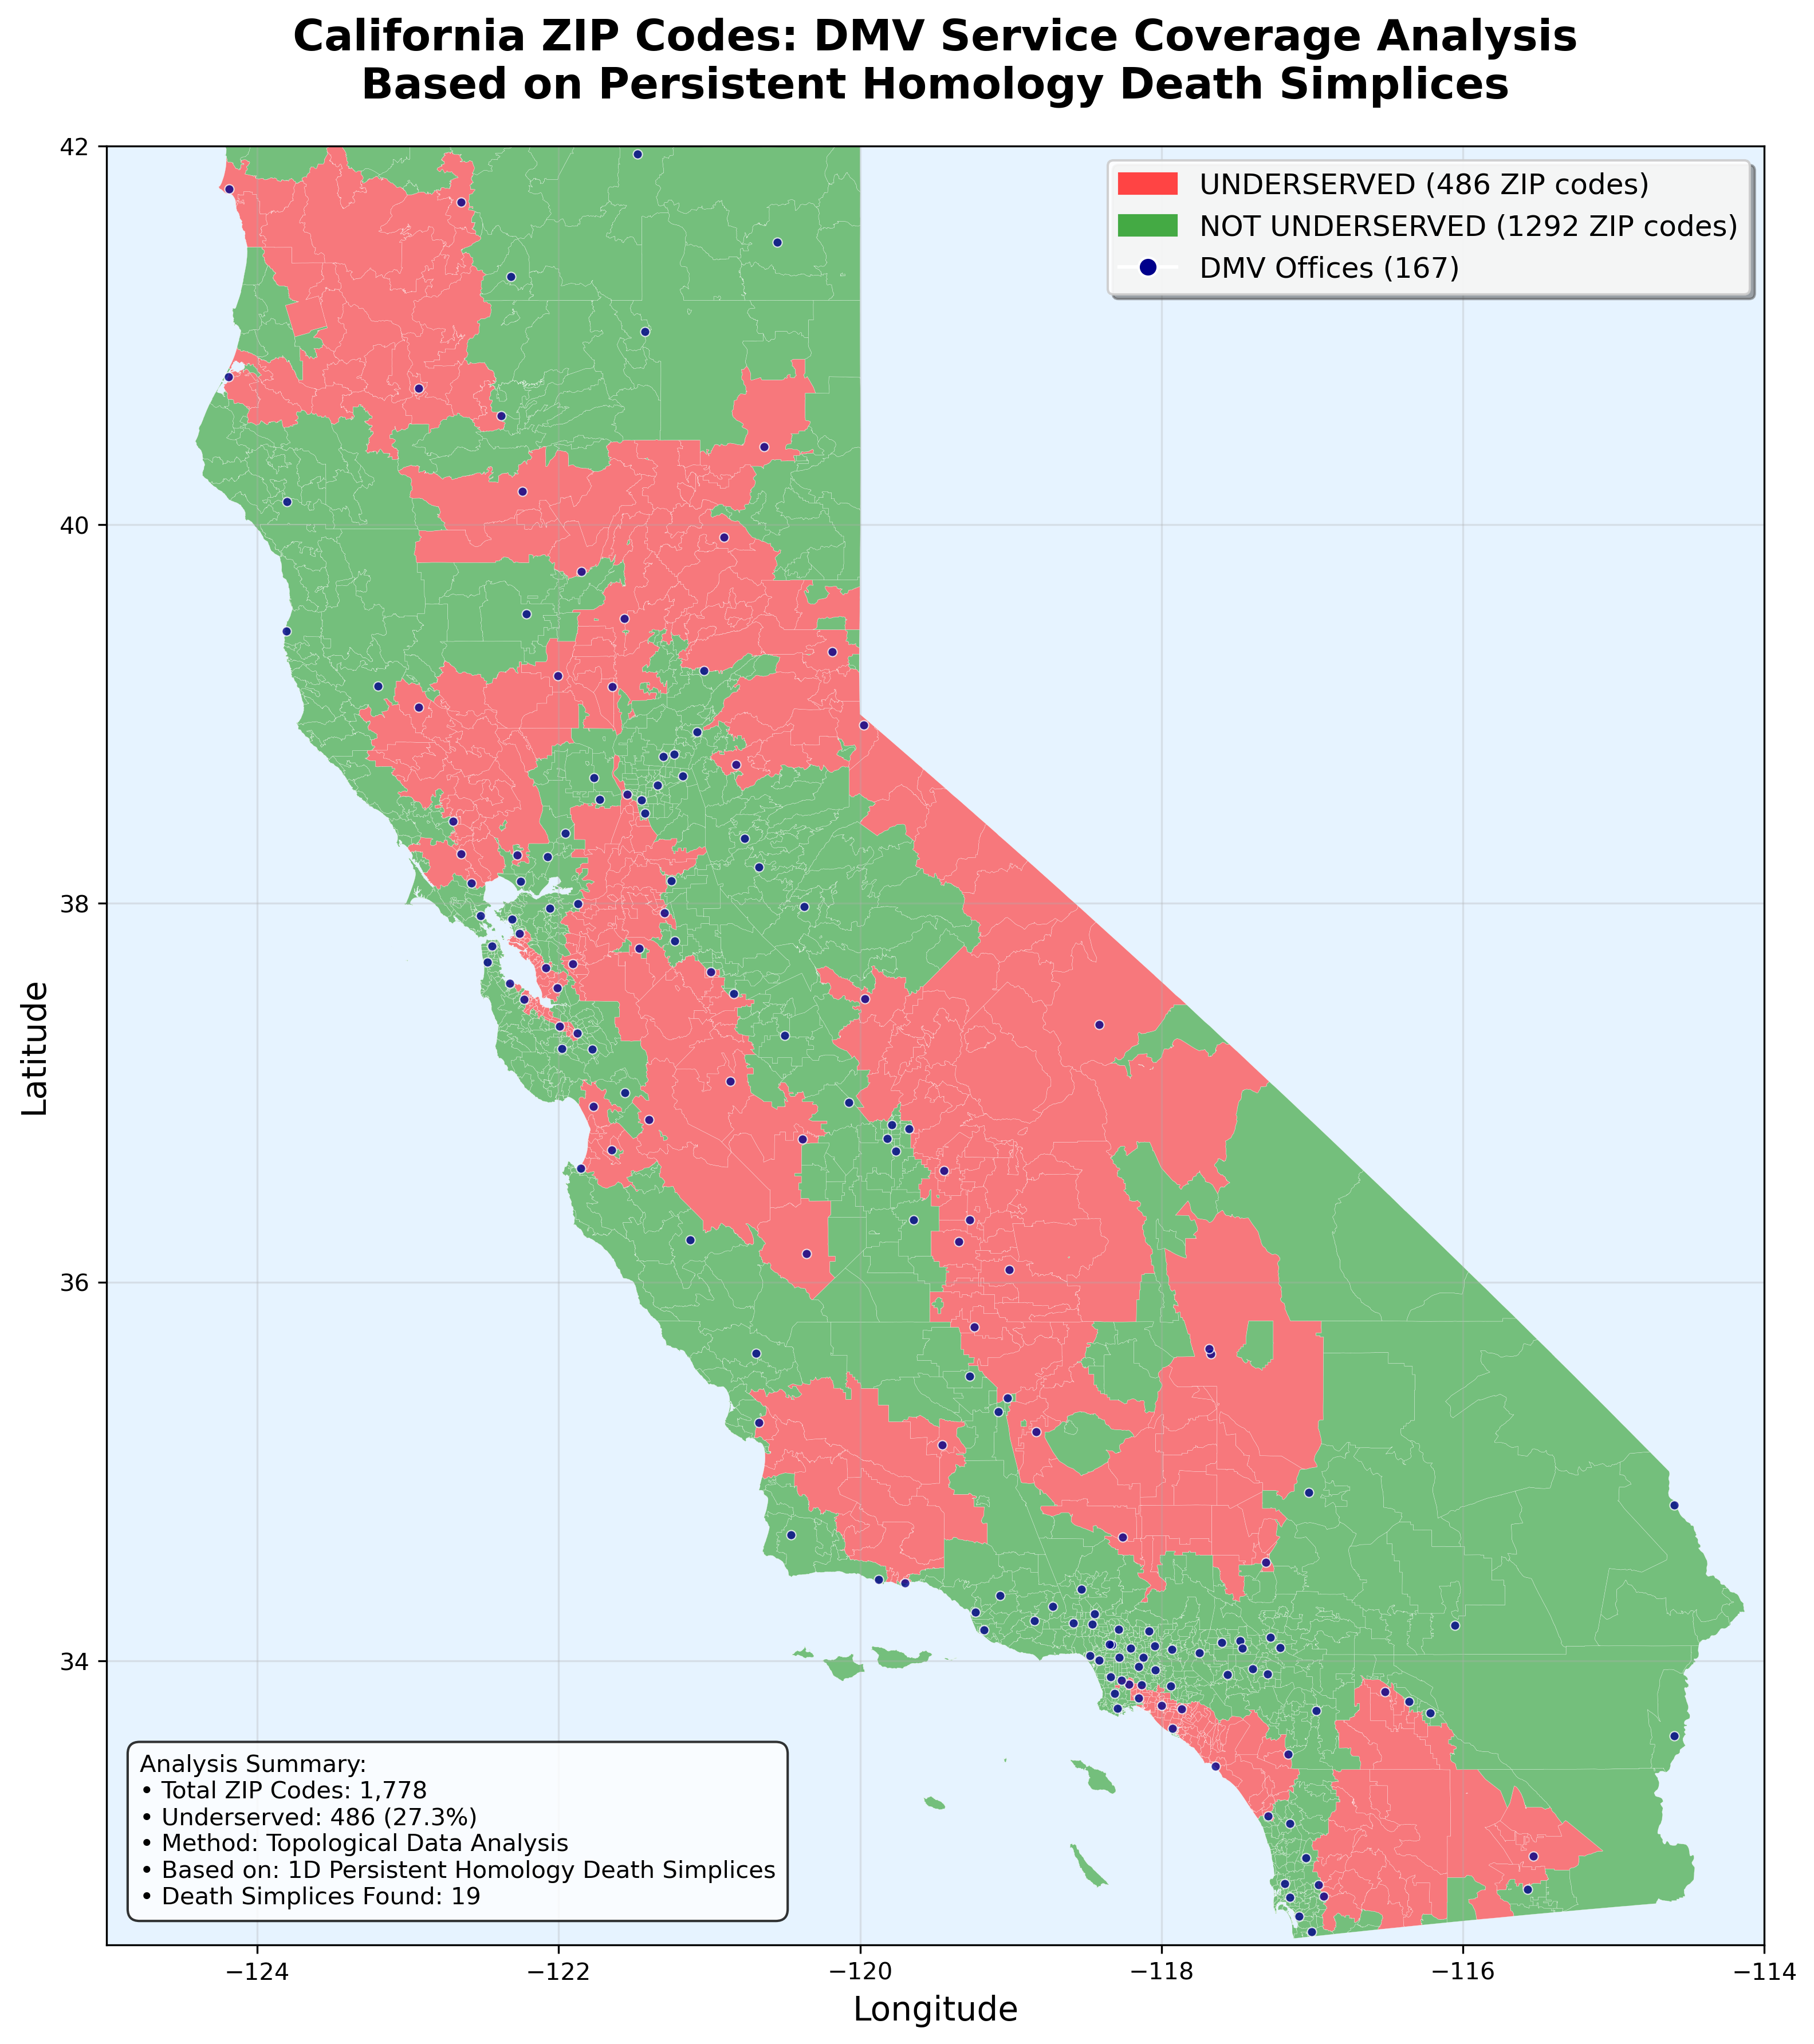 California ZIP Codes: DMV Service Coverage Analysis
Based on Persistent Homology Death Simplices
UNDERSERVED (486 ZIP codes)
NOT UNDERSERVED (1292 ZIP codes)
DMV Offices (167)
42
40
38
36
34
Latitude
Analysis Summary:
• Total ZIP Codes: 1,778
• Underserved: 486 (27.3%)
• Method: Topological Data Analysis
• Based on: 1D Persistent Homology Death Simplices
• Death Simplices Found: 19
−124
−122
−120
−118
−116
−114
Longitude